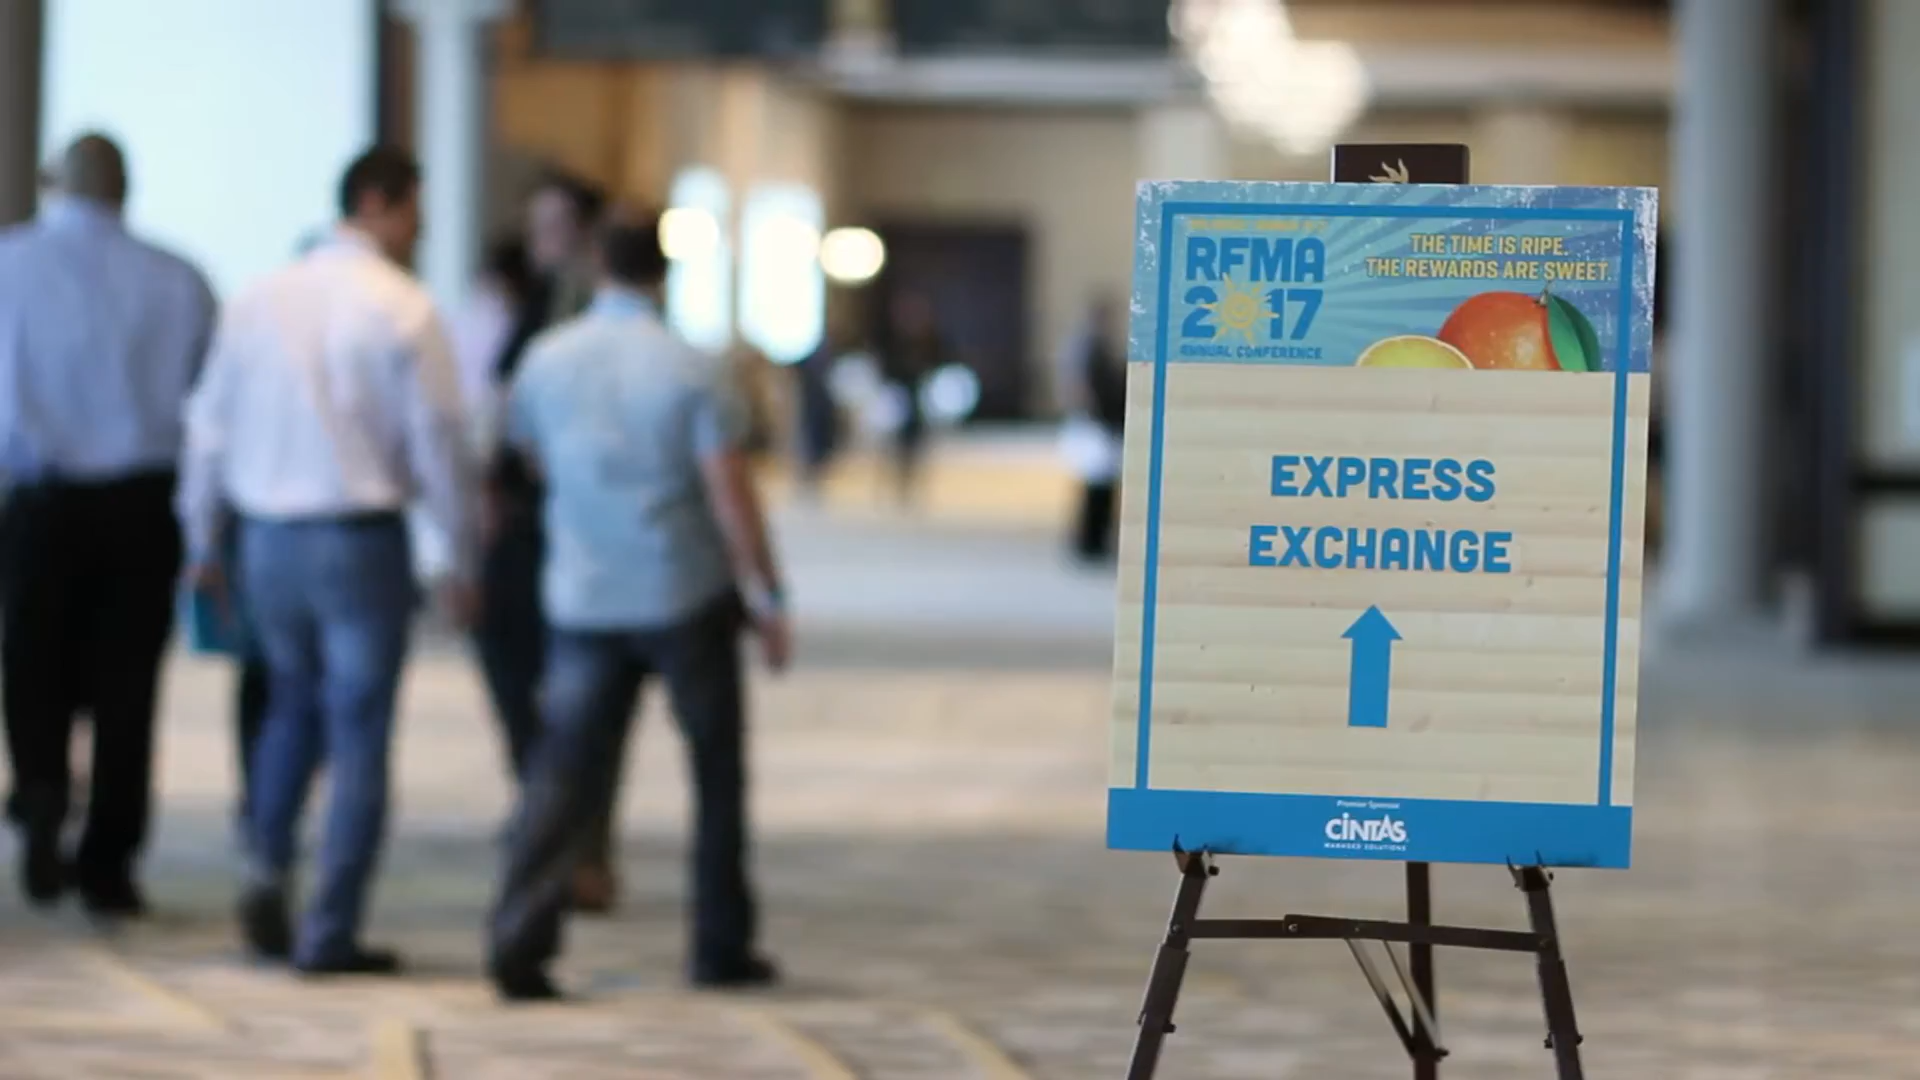 RFMA
2017
ANNUAL CONFERENCE
THE TIME IS RIPE.
THE REWARDS ARE SWEET.
EXPRESS
EXCHANGE
Premier Sponsor
CINTAS
MANAGED SOLUTIONS